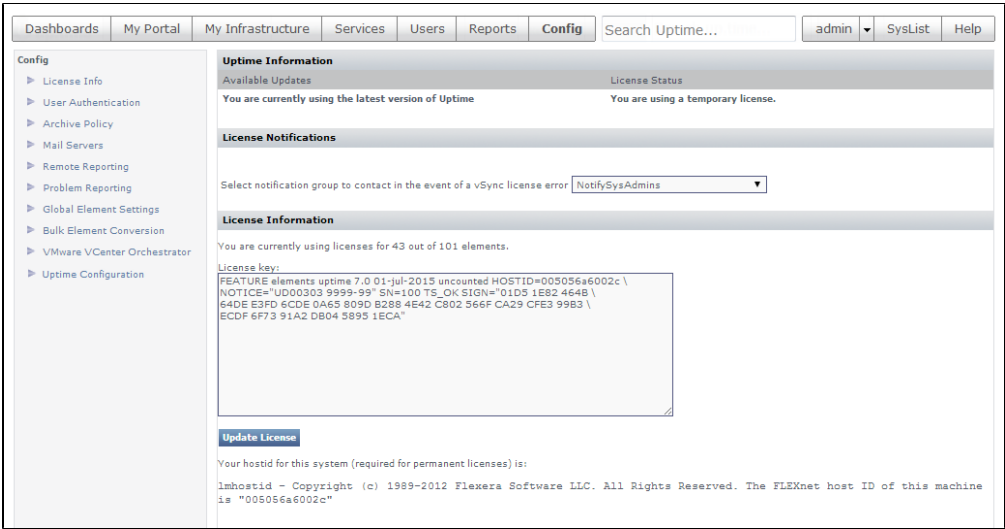 Dashboards My Portal My Infrastructure Services Users Reports Config Search Uptime... admin SysList Help
Config
License Info
User Authentication
Archive Policy
Mail Servers
Remote Reporting
Problem Reporting
Global Element Settings
Bulk Element Conversion
VMware VCenter Orchestrator
Uptime Configuration
Uptime Information
Available Updates License Status
You are currently using the latest version of Uptime You are using a temporary license.
License Notifications
Select notification group to contact in the event of a vSync license error NotifySysAdmins
License Information
You are currently using licenses for 43 out of 101 elements.
License key:
FEATURE elements uptime 7.0 01-jul-2015 uncounted HOSTID=005056a6002c \
NOTICE="UD00303 9999-99" SN=100 TS_OK SIGN="01D5 1E82 464B \
64DE E3FD 6CDE 0A65 809D B288 4E42 C802 566F CA29 CFE3 99B3 \
ECDF 6F73 91A2 DB04 5895 1ECA"
Update License
Your hostid for this system (required for permanent licenses) is:
lmhostid - Copyright (c) 1989-2012 Flexera Software LLC. All Rights Reserved. The FLEXnet host ID of this machine
is "005056a6002c"